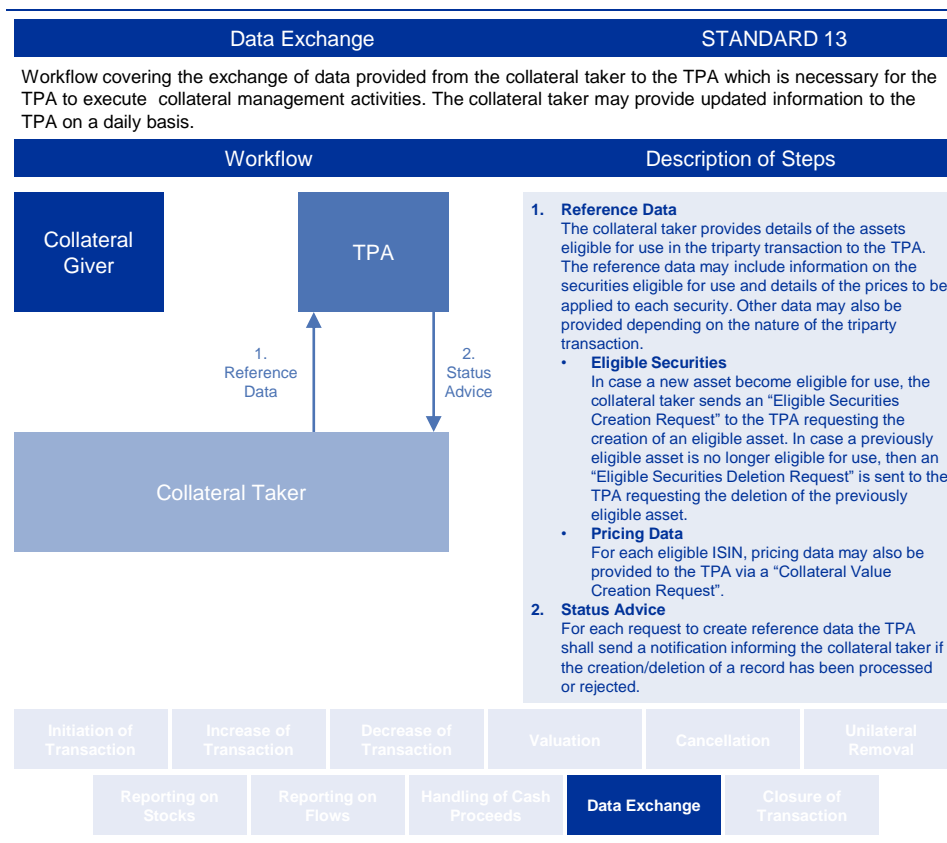 Data Exchange
STANDARD 13
Workflow covering the exchange of data provided from the collateral taker to the TPA which is necessary for the
TPA to execute collateral management activities. The collateral taker may provide updated information to the
TPA on a daily basis.
Workflow
Description of Steps
Collateral
Giver
TPA
1.
Reference
Data
2.
Status
Advice
Collateral Taker
1. Reference Data
The collateral taker provides details of the assets
eligible for use in the triparty transaction to the TPA.
The reference data may include information on the
securities eligible for use and details of the prices to be
applied to each security. Other data may also be
provided depending on the nature of the triparty
transaction.
• Eligible Securities
In case a new asset become eligible for use, the
collateral taker sends an “Eligible Securities
Creation Request” to the TPA requesting the
creation of an eligible asset. In case a previously
eligible asset is no longer eligible for use, then an
“Eligible Securities Deletion Request” is sent to the
TPA requesting the deletion of the previously
eligible asset.
• Pricing Data
For each eligible ISIN, pricing data may also be
provided to the TPA via a “Collateral Value
Creation Request”.
2. Status Advice
For each request to create reference data the TPA
shall send a notification informing the collateral taker if
the creation/deletion of a record has been processed
or rejected.
Initiation of
Transaction
Increase of
Transaction
Decrease of
Transaction
Valuation
Cancellation
Unilateral
Removal
Reporting on
Stocks
Reporting on
Flows
Handling of Cash
Proceeds
Data Exchange
Closure of
Transaction